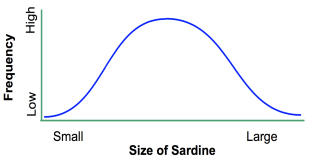 High
Frequency
Low
Small
Large
Size of Sardine